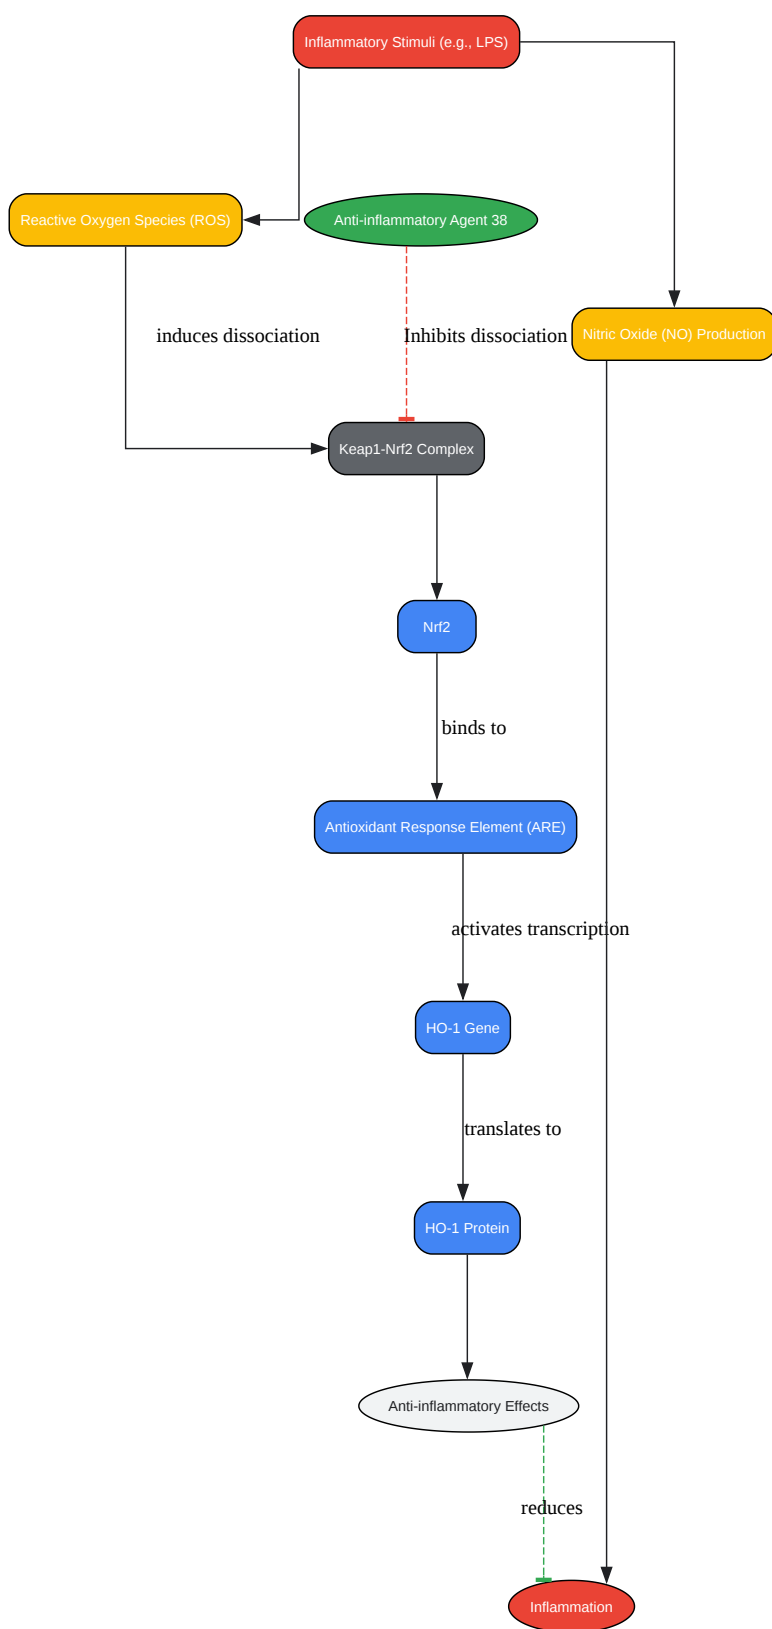 Inflammatory Stimuli (e.g., LPS)
Reactive Oxygen Species (ROS)
Anti-inflammatory Agent 38
induces dissociation
Inhibits dissociation
Nitric Oxide (NO) Production
Keap1-Nrf2 Complex
Nrf2
binds to
Antioxidant Response Element (ARE)
activates transcription
HO-1 Gene
translates to
HO-1 Protein
Anti-inflammatory Effects
reduces
Inflammation